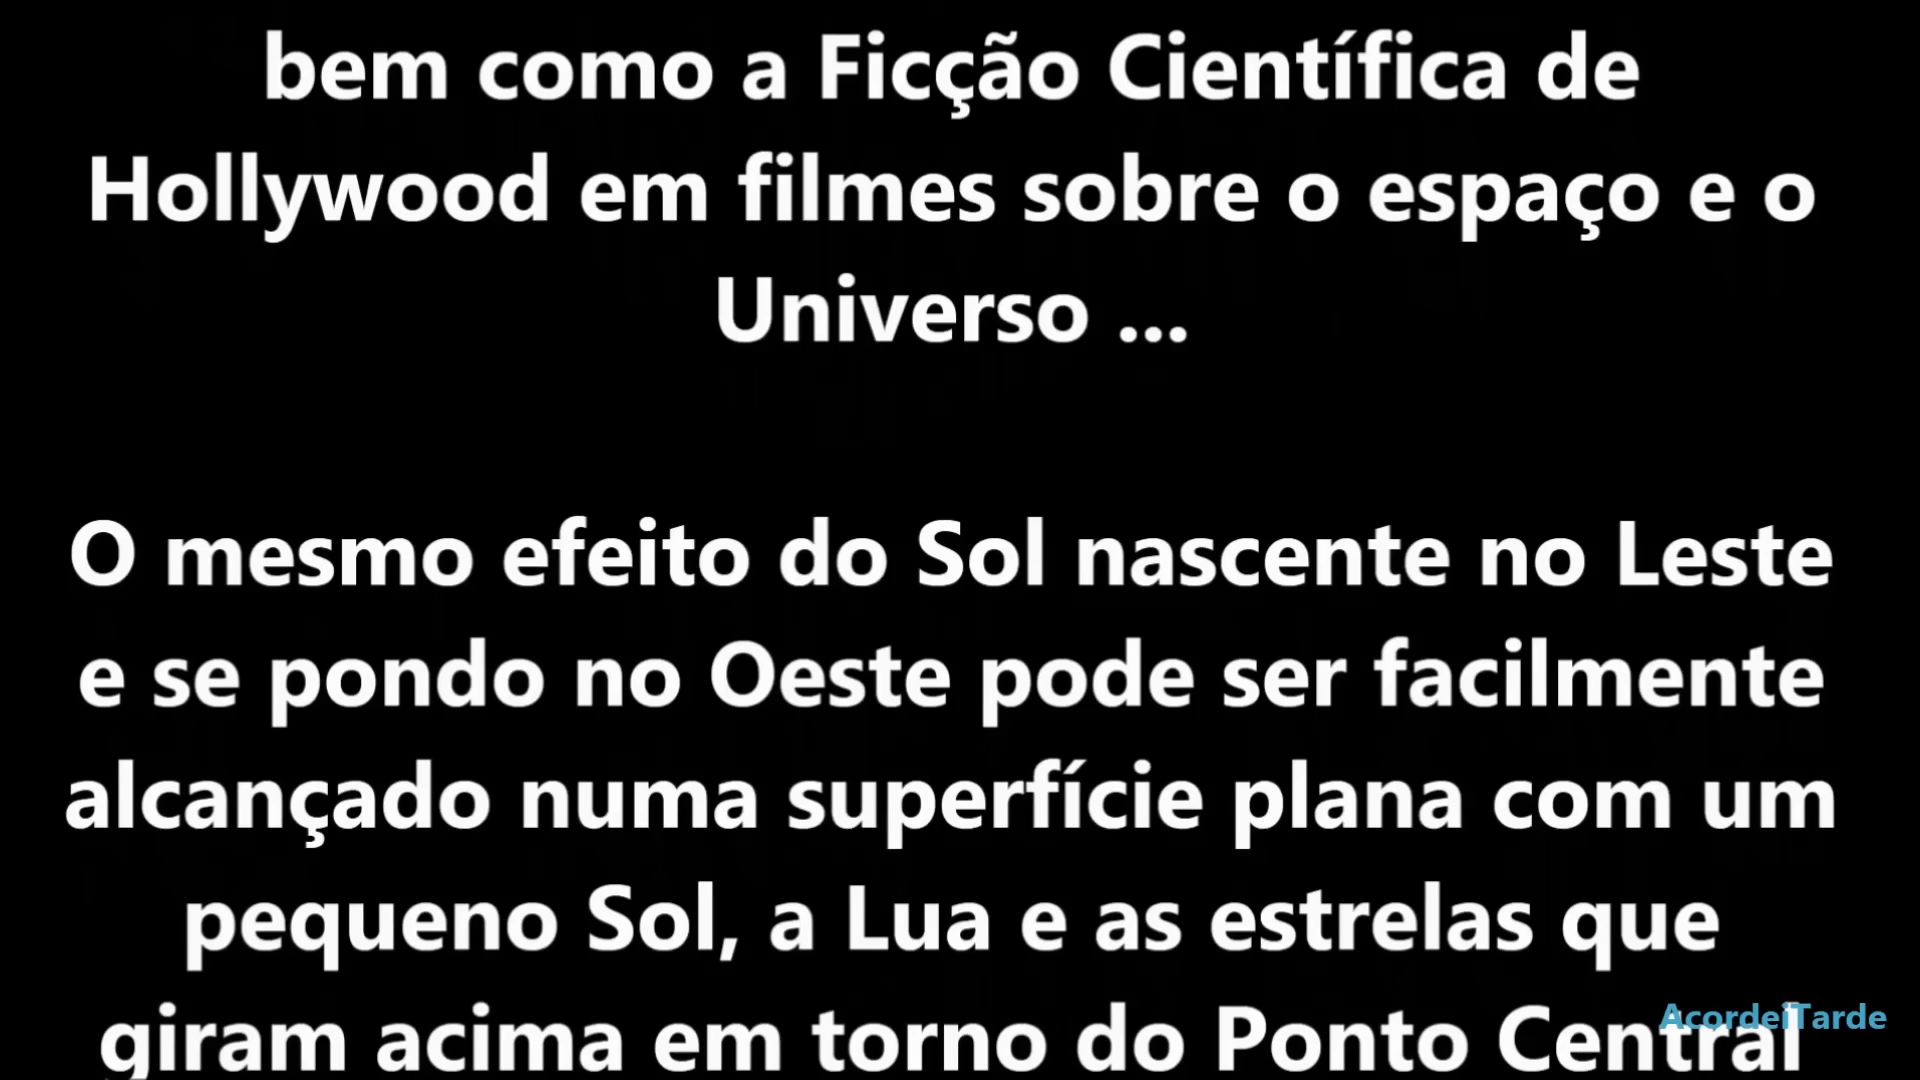 bem como a Ficção Científica de
Hollywood em filmes sobre o espaço e o
Universo ...
O mesmo efeito do Sol nascente no Leste
e se pondo no Oeste pode ser facilmente
alcançado numa superfície plana com um
pequeno Sol, a Lua e as estrelas que
giram acima em torno do Ponto Central
AcordeiTarde